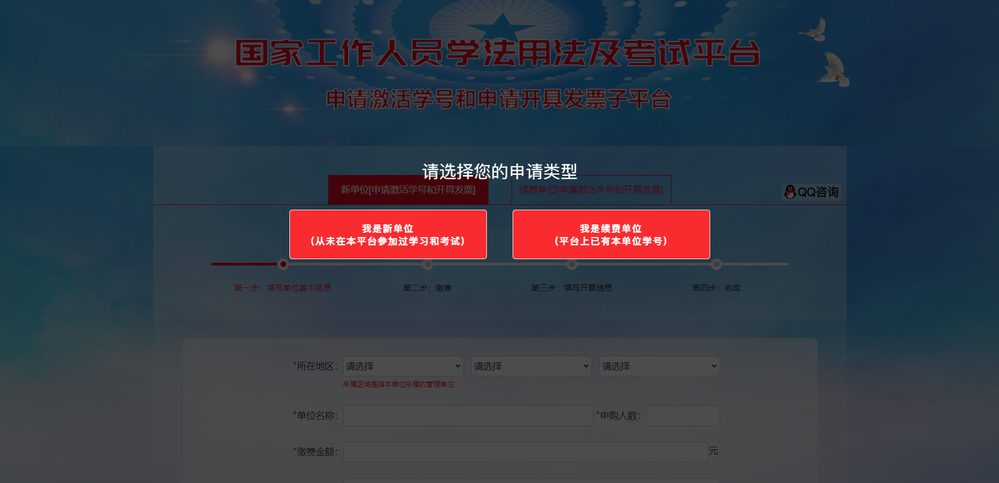 国家工作人员学法用法及考试平台
申请激活学号和申请开具发票子平台
请选择您的申请类型
新单位[申请激活学号和开具发票]
续费单位[申请激活学号和开具发票]
QQ咨询
我是新单位
(从未在本平台参加过学习和考试)
我是续费单位
(平台上已有本单位学号)
第一步：填写单位基本信息
第二步：缴费
第三步：填写开票信息
第四步：完成
*所在地区：
请选择
请选择
请选择
所属区域是指本单位所属的管理单位
*单位名称：
*申购人数：
*缴费金额：
元